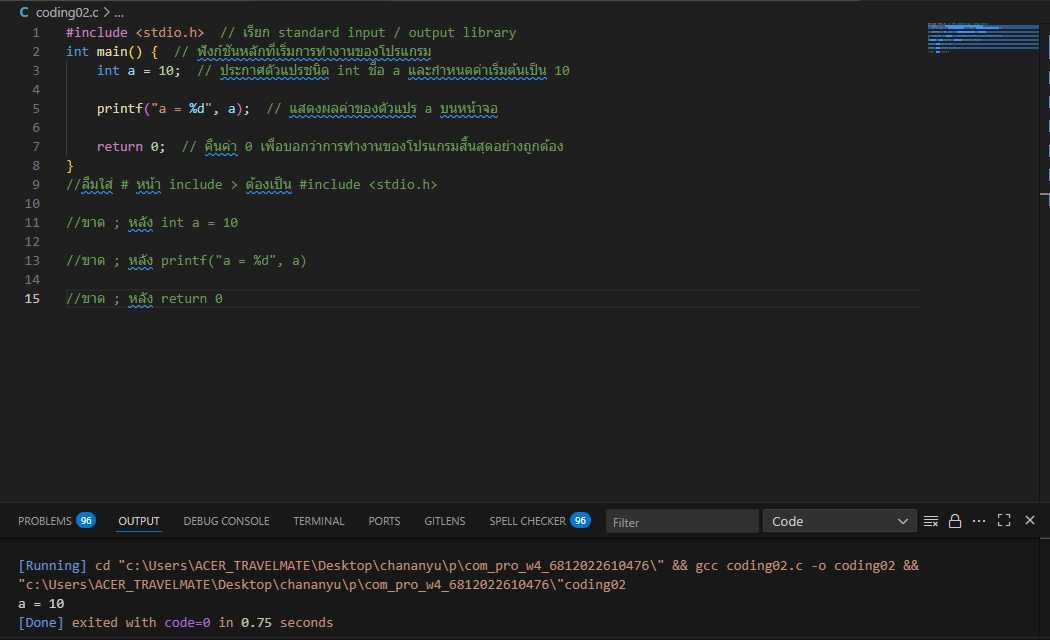 C coding02.c > ...
1 #include <stdio.h>  // เรียก standard input / output library
2 int main() {  // ฟังก์ชันหลักที่เริ่มการทำงานของโปรแกรม
3     int a = 10;  // ประกาศตัวแปรชนิด int ชื่อ a และกำหนดค่าเริ่มต้นเป็น 10
4
5     printf("a = %d", a);  // แสดงผลค่าของตัวแปร a บนหน้าจอ
6
7     return 0;  // คืนค่า 0 เพื่อบอกว่าการทำงานของโปรแกรมสิ้นสุดอย่างถูกต้อง
8 }
9 //ลืมใส่ # หน้า include > ต้องเป็น #include <stdio.h>
10
11 //ขาด ; หลัง int a = 10
12
13 //ขาด ; หลัง printf("a = %d", a)
14
15 //ขาด ; หลัง return 0
PROBLEMS 96 OUTPUT DEBUG CONSOLE TERMINAL PORTS GITLENS SPELL CHECKER 96 Filter Code
[Running] cd "c:\Users\ACER_TRAVELMATE\Desktop\chananyu\p\com_pro_w4_6812022610476\" && gcc coding02.c -o coding02 &&
"c:\Users\ACER_TRAVELMATE\Desktop\chananyu\p\com_pro_w4_6812022610476\"coding02
a = 10
[Done] exited with code=0 in 0.75 seconds